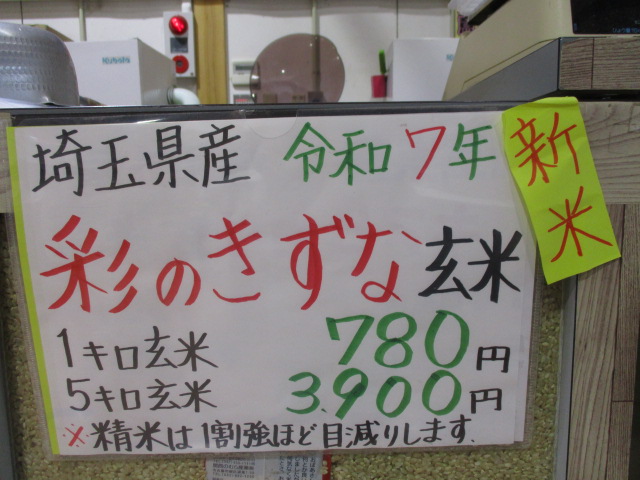 埼玉県産 令和7年
新米
彩のきずな玄米
1キロ玄米 780円
5キロ玄米 3,900円
※精米は1割強ほど目減りします.